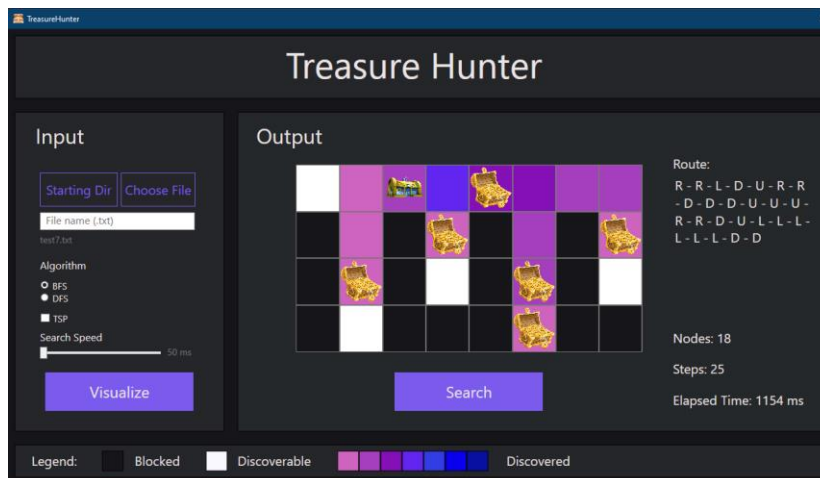 TreasureHunter
Treasure Hunter
Input
Starting Dir
Choose File
File name (.txt)
test7.txt
Algorithm
BFS
DFS
TSP
Search Speed
50 ms
Visualize
Output
Search
Route:
R - R - L - D - U - R - R
- D - D - D - U - U - U -
R - R - D - U - L - L - L -
L - L - L - D - D
Nodes: 18
Steps: 25
Elapsed Time: 1154 ms
Legend:
Blocked
Discoverable
Discovered